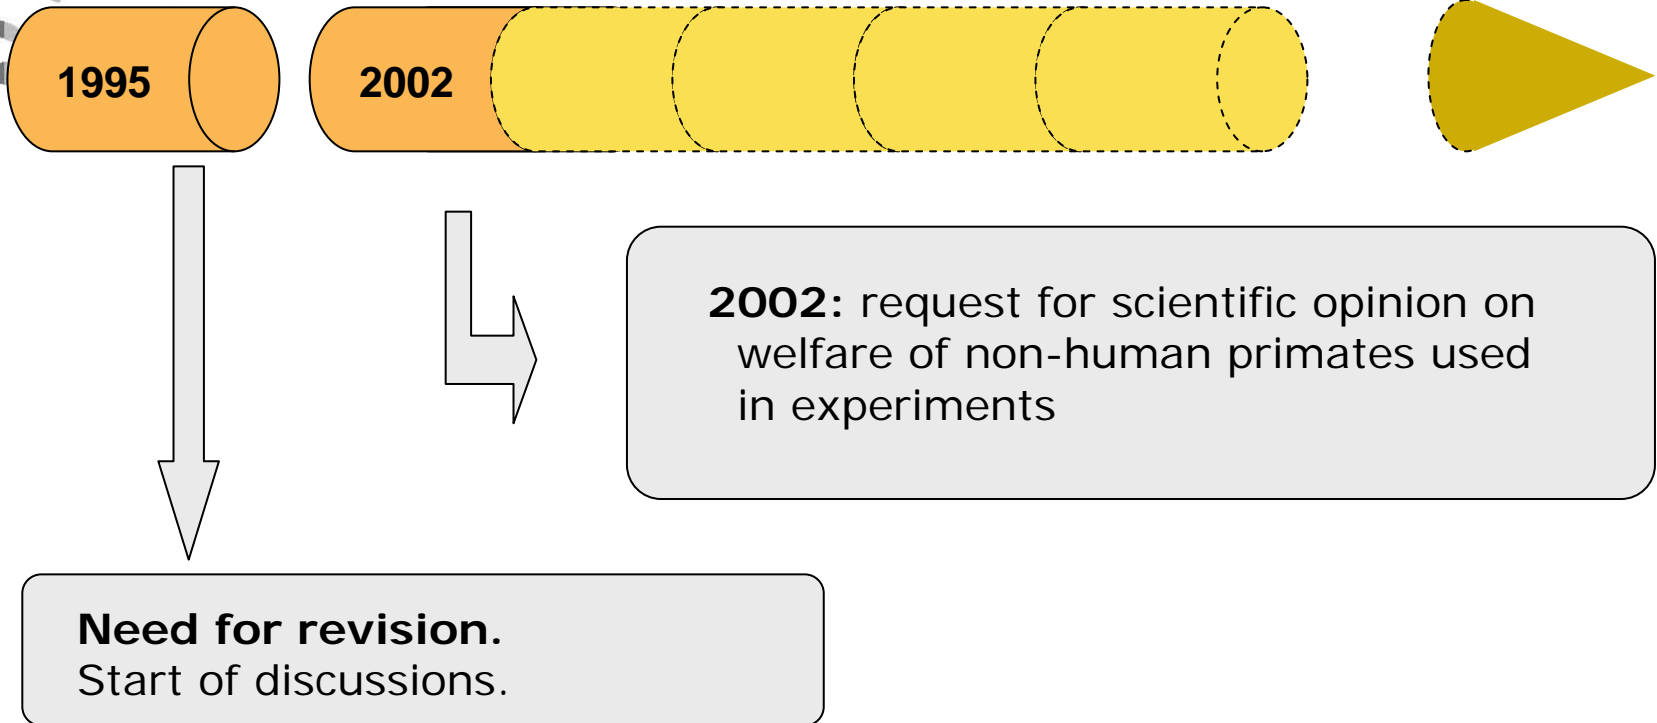 1995
2002
2002: request for scientific opinion on
welfare of non-human primates used
in experiments
Need for revision.
Start of discussions.